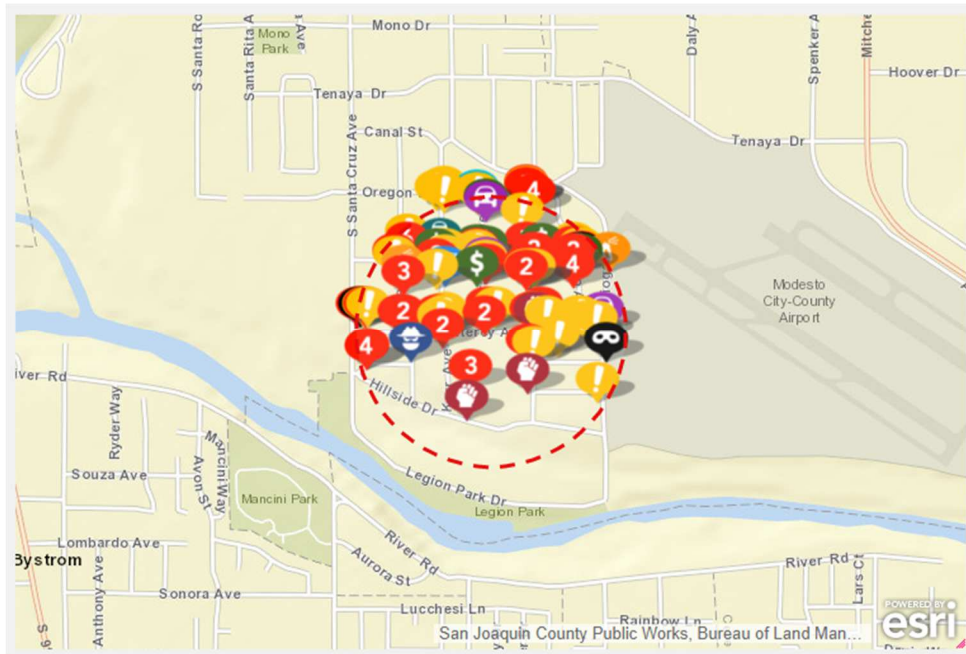 S Santa Ro
Santa Rita A
Ave
Mono Dr
Mono
Park
Daly A
Spenker A
Mitche
Hoover Dr
Tenaya Dr
Tenaya Dr
Canal St
S Santa Cruz Ave
Oregon
4
3
2
4
2
2
2
4
3
Modesto
City-County
Airport
Hillside Dr
iver Rd
Ryder Way
Mancini Way
Avon St
Souza Ave
Mancini Park
Legion Park Dr
Legion Park
River Rd
Aurora St
River Rd
Lars Ct
Lombardo Ave
Bystrom
Anthony Ave
Sonora Ave
Lucchesi Ln
Rainbow Ln
S 9
San Joaquin County Public Works, Bureau of Land Man...
POWERED BY
esri